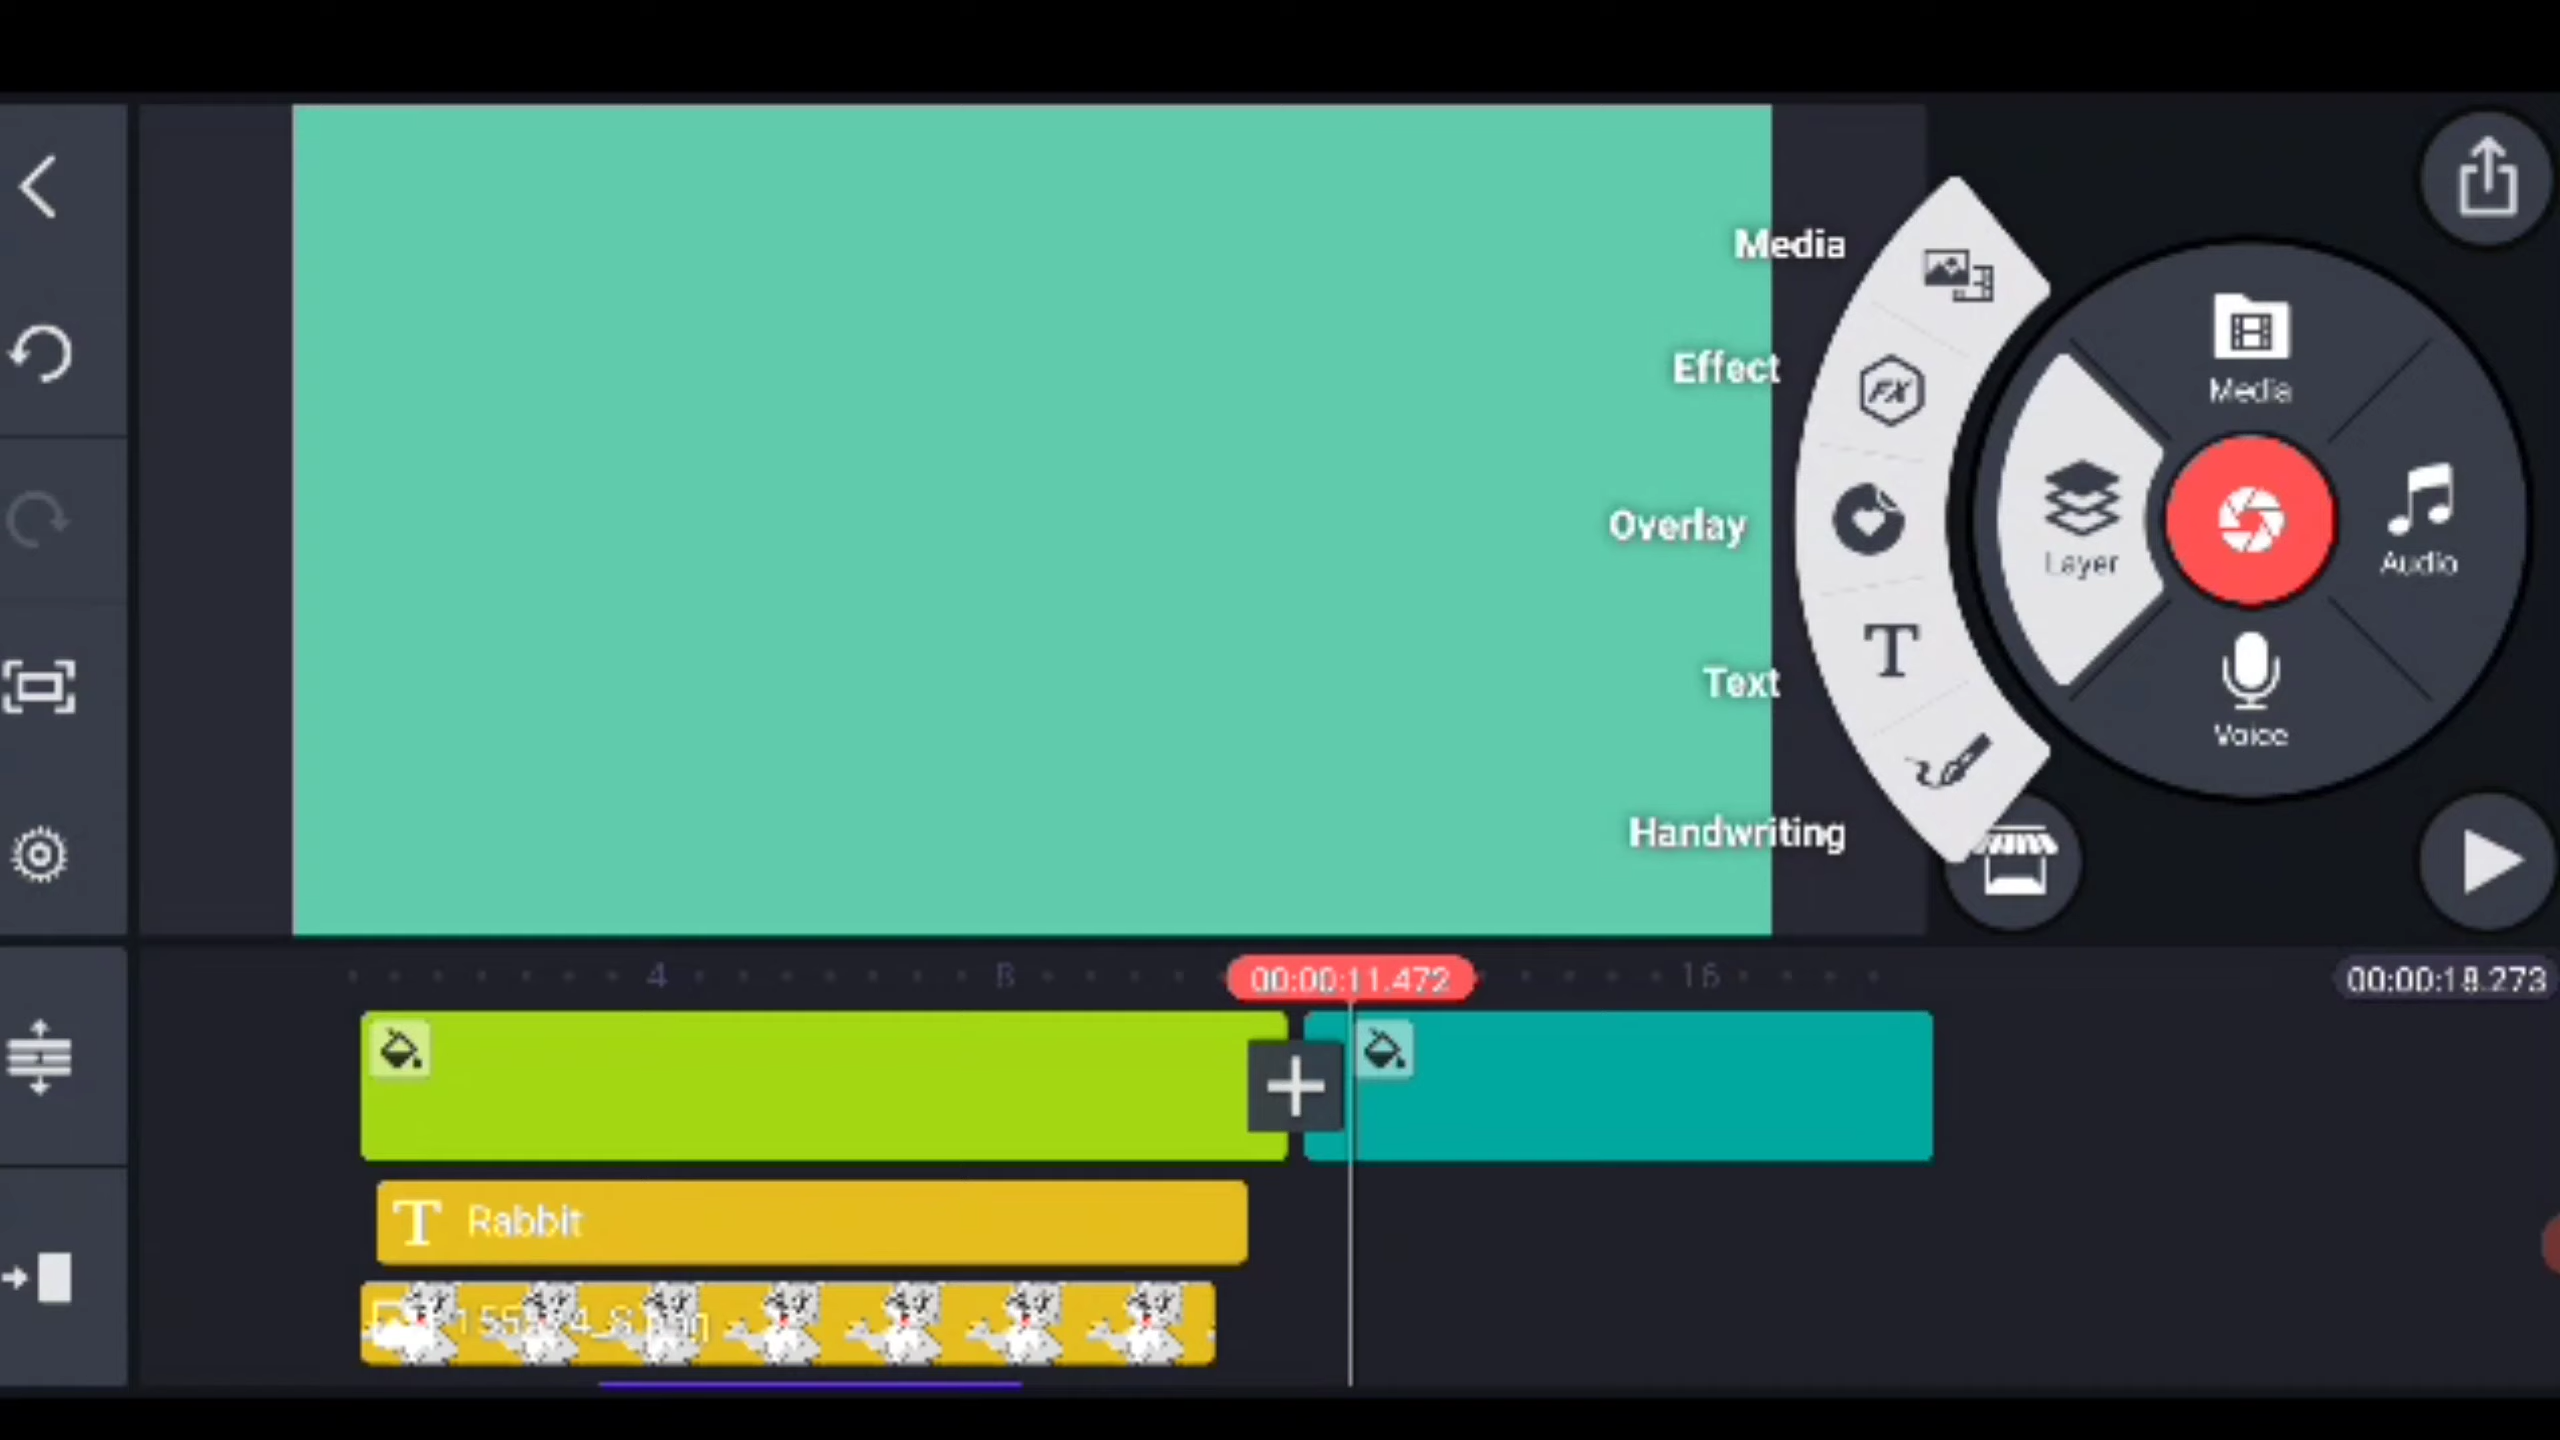 Media
Effect
Overlay
Text
Handwriting
Media
Layer
Audio
Voice
FX
T
4
8
00:00:11.472
16
00:00:18.273
T Rabbit